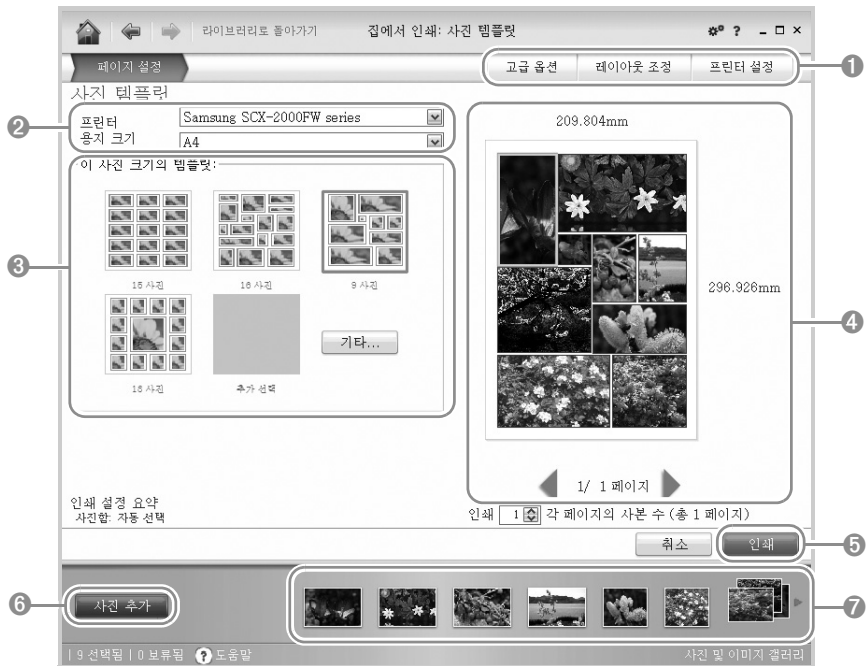 라이브러리로 돌아가기 집에서 인쇄: 사진 템플릿 ?
페이지 설정 고급 옵션 레이아웃 조정 프린터 설정 1
사진 템플릿
2 프린터 Samsung SCX-2000FW series
용지 크기 A4
209.804mm
3 이 사진 크기의 템플릿:
15 사진 16 사진 9 사진
296.926mm 4
기타...
16 사진 추가 선택
1/ 1 페이지
인쇄 설정 요약
사진함: 자동 선택
인쇄 1 각 페이지의 사본 수 (총 1 페이지)
취소 인쇄 5
6 사진 추가 7
| 9 선택됨 | 0 보류됨 ? 도움말 사진 및 이미지 갤러리